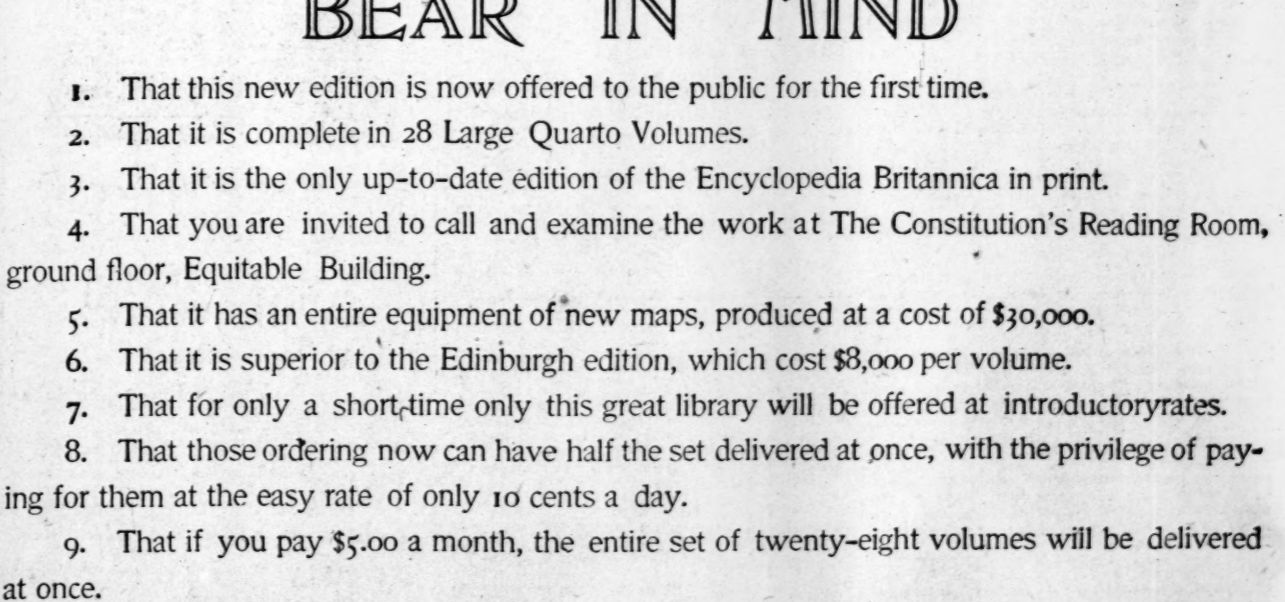 BEAR IN MIND
1. That this new edition is now offered to the public for the first time.
2. That it is complete in 28 Large Quarto Volumes.
3. That it is the only up-to-date edition of the Encyclopedia Britannica in print.
4. That you are invited to call and examine the work at The Constitution's Reading Room,
ground floor, Equitable Building.
5. That it has an entire equipment of new maps, produced at a cost of $30,000.
6. That it is superior to the Edinburgh edition, which cost $8,000 per volume.
7. That for only a short time only this great library will be offered at introductoryrates.
8. That those ordering now can have half the set delivered at once, with the privilege of pay-
ing for them at the easy rate of only 10 cents a day.
9. That if you pay $5.00 a month, the entire set of twenty-eight volumes will be delivered
at once.